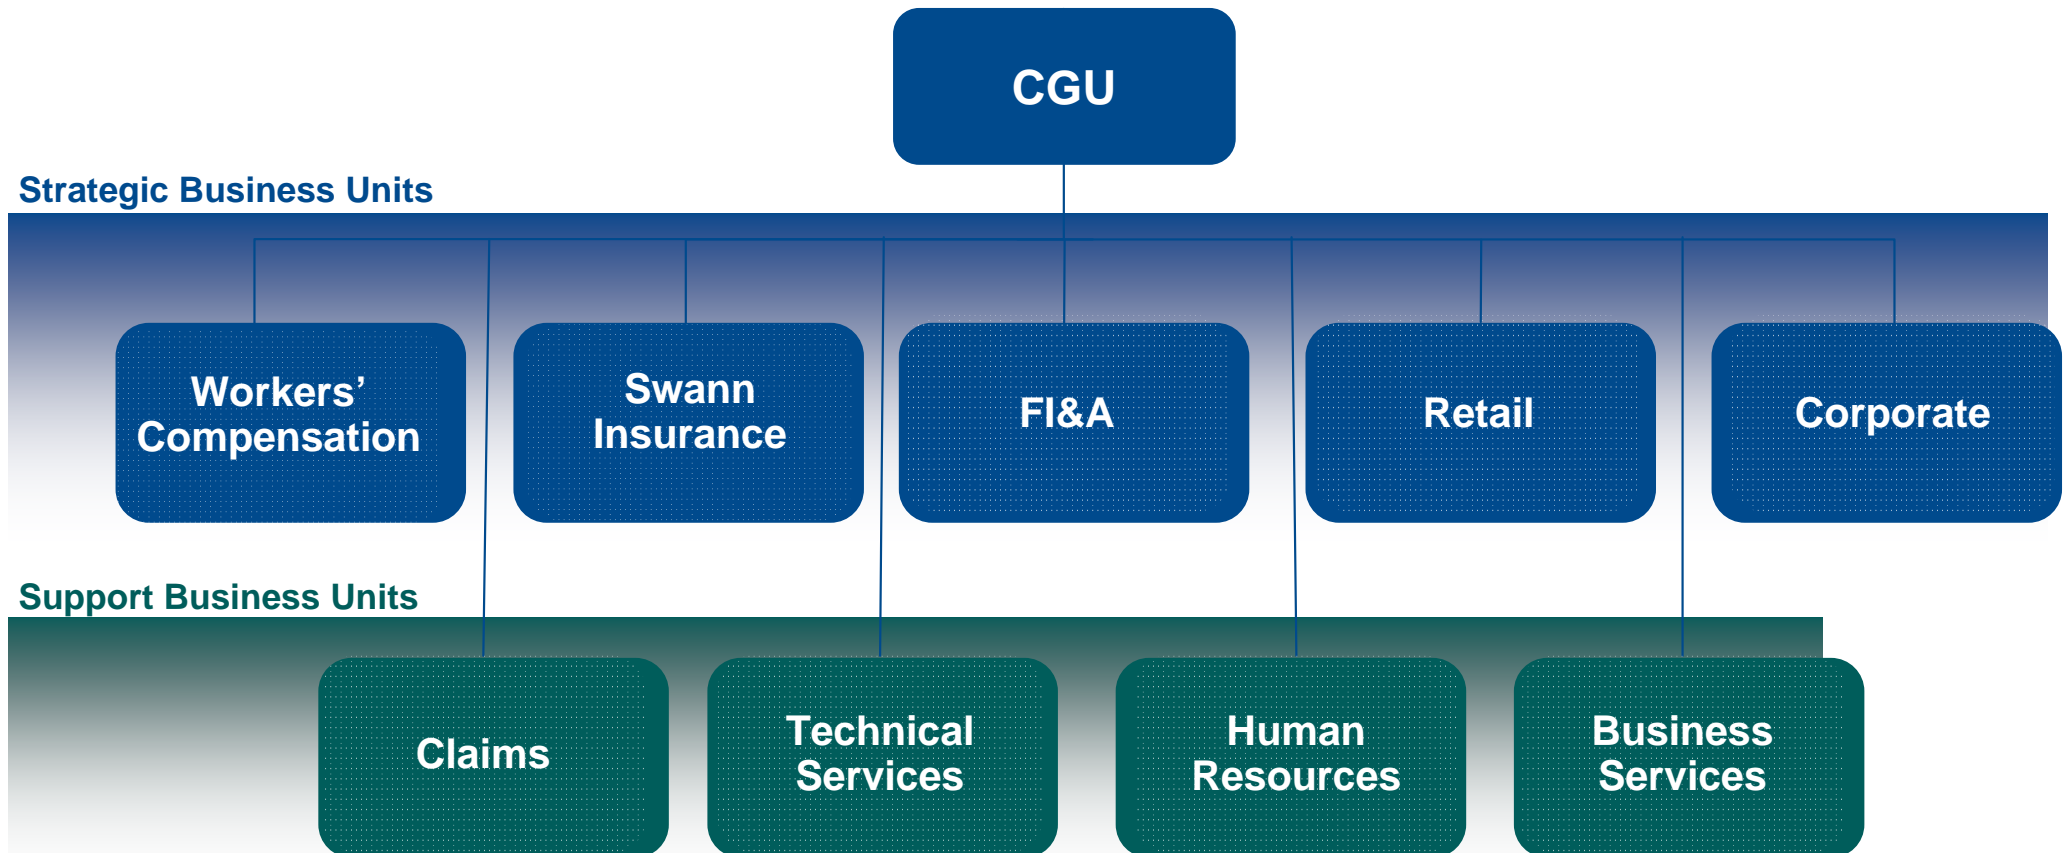 CGU
Strategic Business Units
Workers’
Compensation
Swann
Insurance
FI&A
Retail
Corporate
Support Business Units
Claims
Technical
Services
Human
Resources
Business
Services